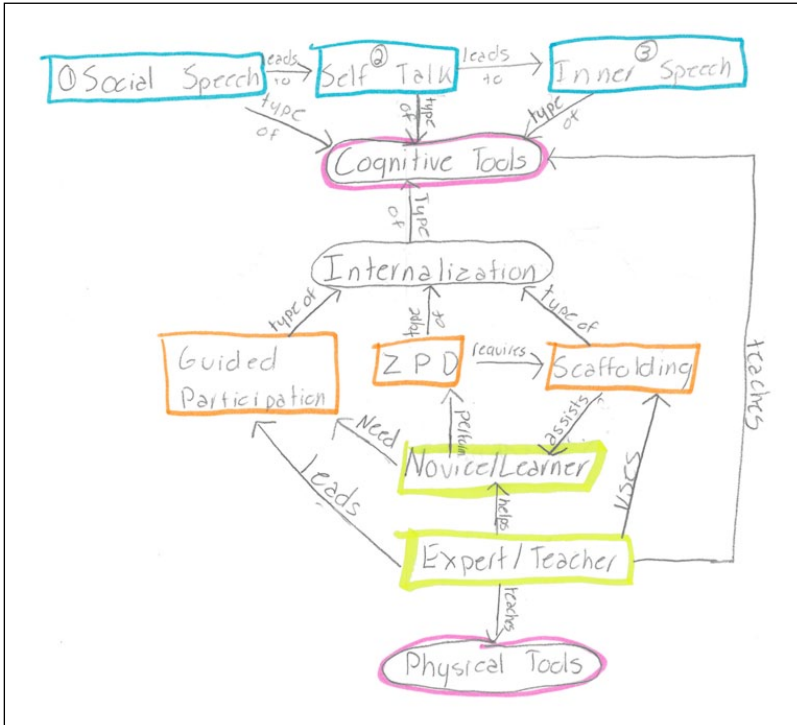 ① Social Speech
leads to
Self ② Talk
leads to
Inner ③ Speech
type of
type of
type of
Cognitive Tools
Type of
Internalization
type of
type of
type of
Guided Participation
ZPD
requires
Scaffolding
teaches
Need
perform
assists
Novice/Learner
leads
helps
uses
Expert/Teacher
teaches
Physical Tools